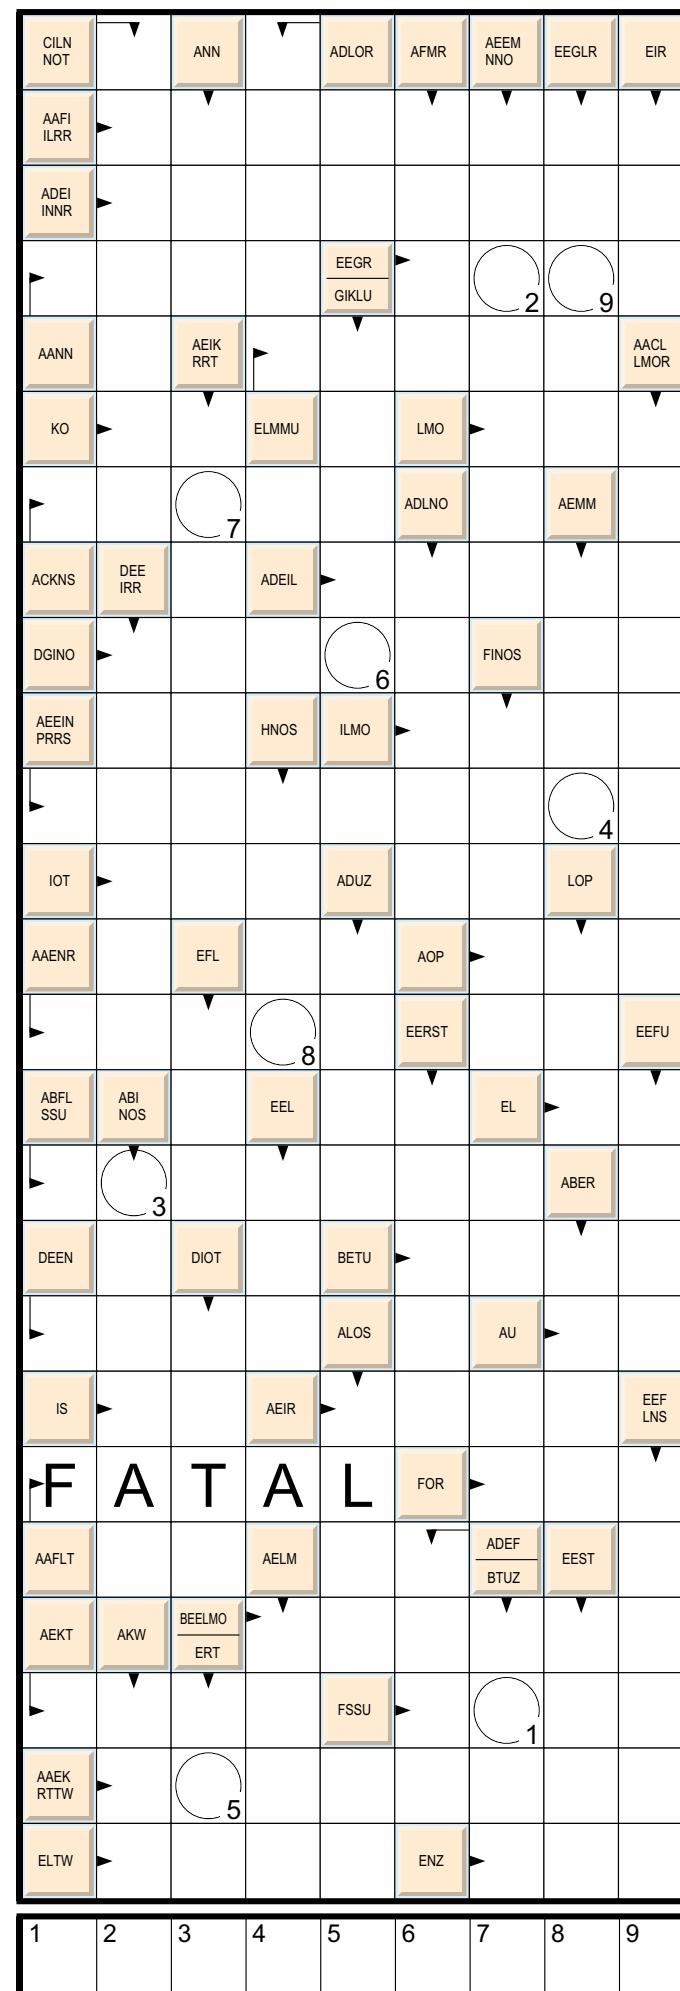 CILN
NOT
ANN
ADLOR
AFMR
AEEM
NNO
EEGLR
EIR
AAFI
ILRR
ADEI
INNR
EEGR
GIKLU
2
9
AANN
AEIK
RRT
AACL
LMOR
KO
ELMMU
LMO
7
ADLNO
AEMM
ACKNS
DEE
IRR
ADEIL
DGINO
6
FINOS
AEEIN
PRRS
HNOS
ILMO
4
IOT
ADUZ
LOP
AAENR
EFL
AOP
8
EERST
EEFU
ABFL
SSU
ABI
NOS
EEL
EL
3
ABER
DEEN
DIOT
BETU
ALOS
AU
IS
AEIR
EEF
LNS
F A T A L
FOR
AAFLT
AELM
ADEF
BTUZ
EEST
AEKT
AKW
BEELMO
ERT
FSSU
1
AAEK
RTTW
5
ELTW
ENZ
1 2 3 4 5 6 7 8 9